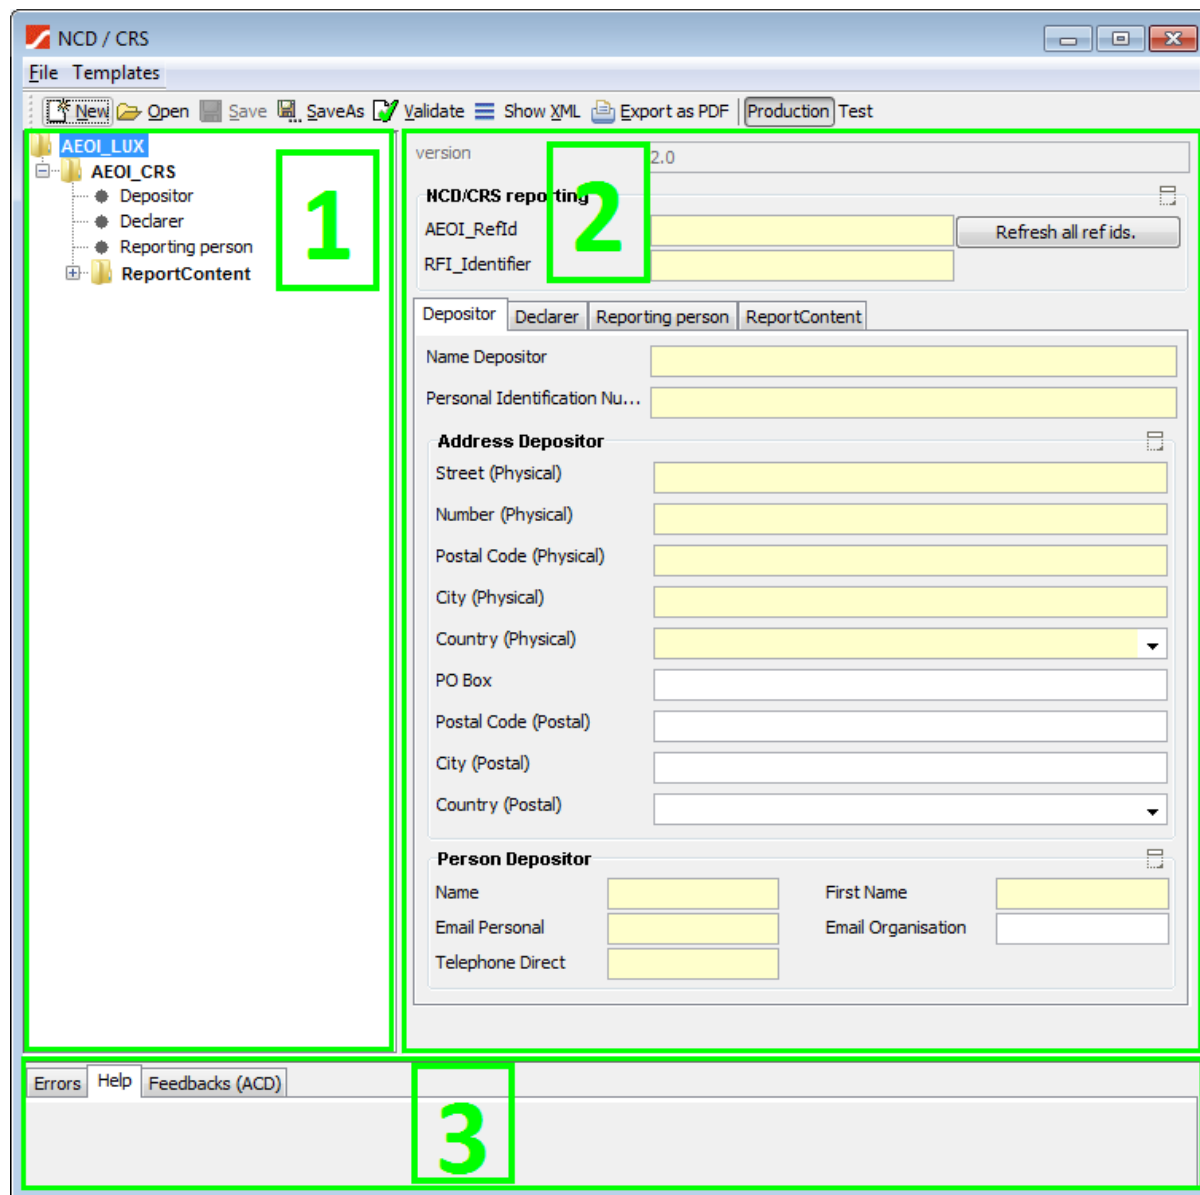 NCD / CRS
File Templates
New Open Save SaveAs Validate Show XML Export as PDF Production Test
AEOI_LUX
AEOI_CRS
Depositor
Declarer
Reporting person
ReportContent
1
version 2.0
2
NCD/CRS reporting
AEOI_RefId Refresh all ref ids.
RFI_Identifier
Depositor Declarer Reporting person ReportContent
Name Depositor
Personal Identification Nu...
Address Depositor
Street (Physical)
Number (Physical)
Postal Code (Physical)
City (Physical)
Country (Physical)
PO Box
Postal Code (Postal)
City (Postal)
Country (Postal)
Person Depositor
Name First Name
Email Personal Email Organisation
Telephone Direct
Errors Help Feedbacks (ACD)
3